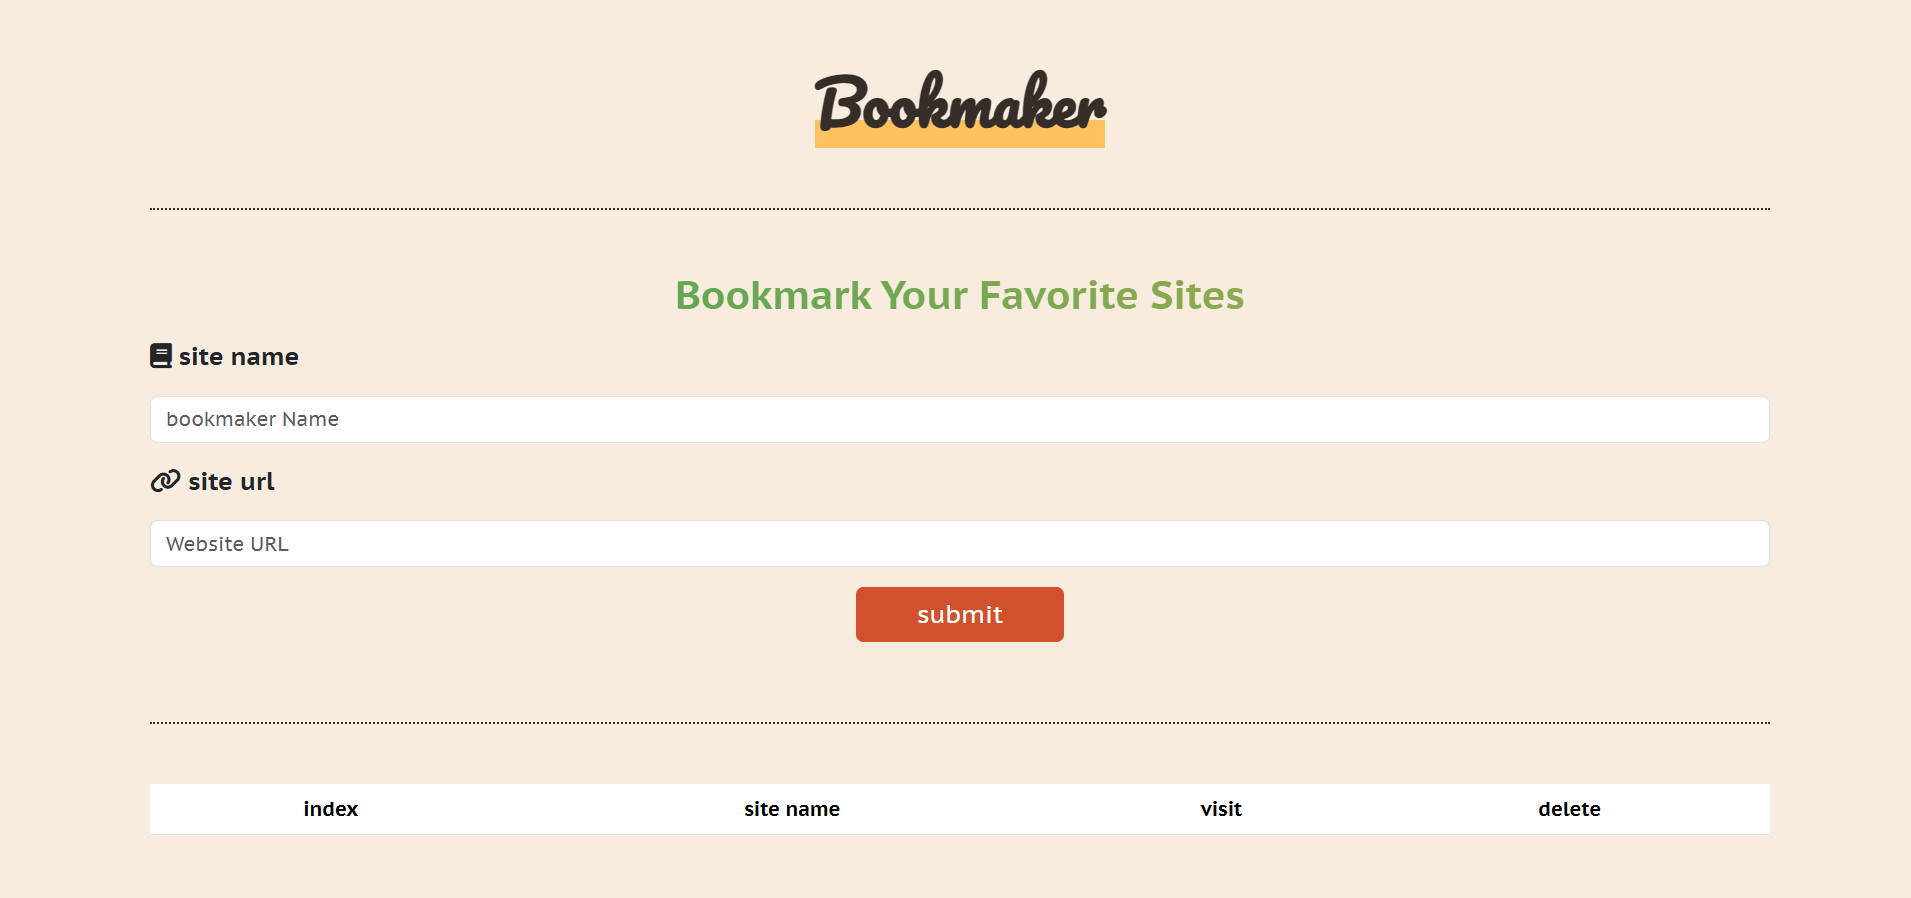 Bookmaker
Bookmark Your Favorite Sites
site name
bookmaker Name
site url
Website URL
submit
index site name visit delete